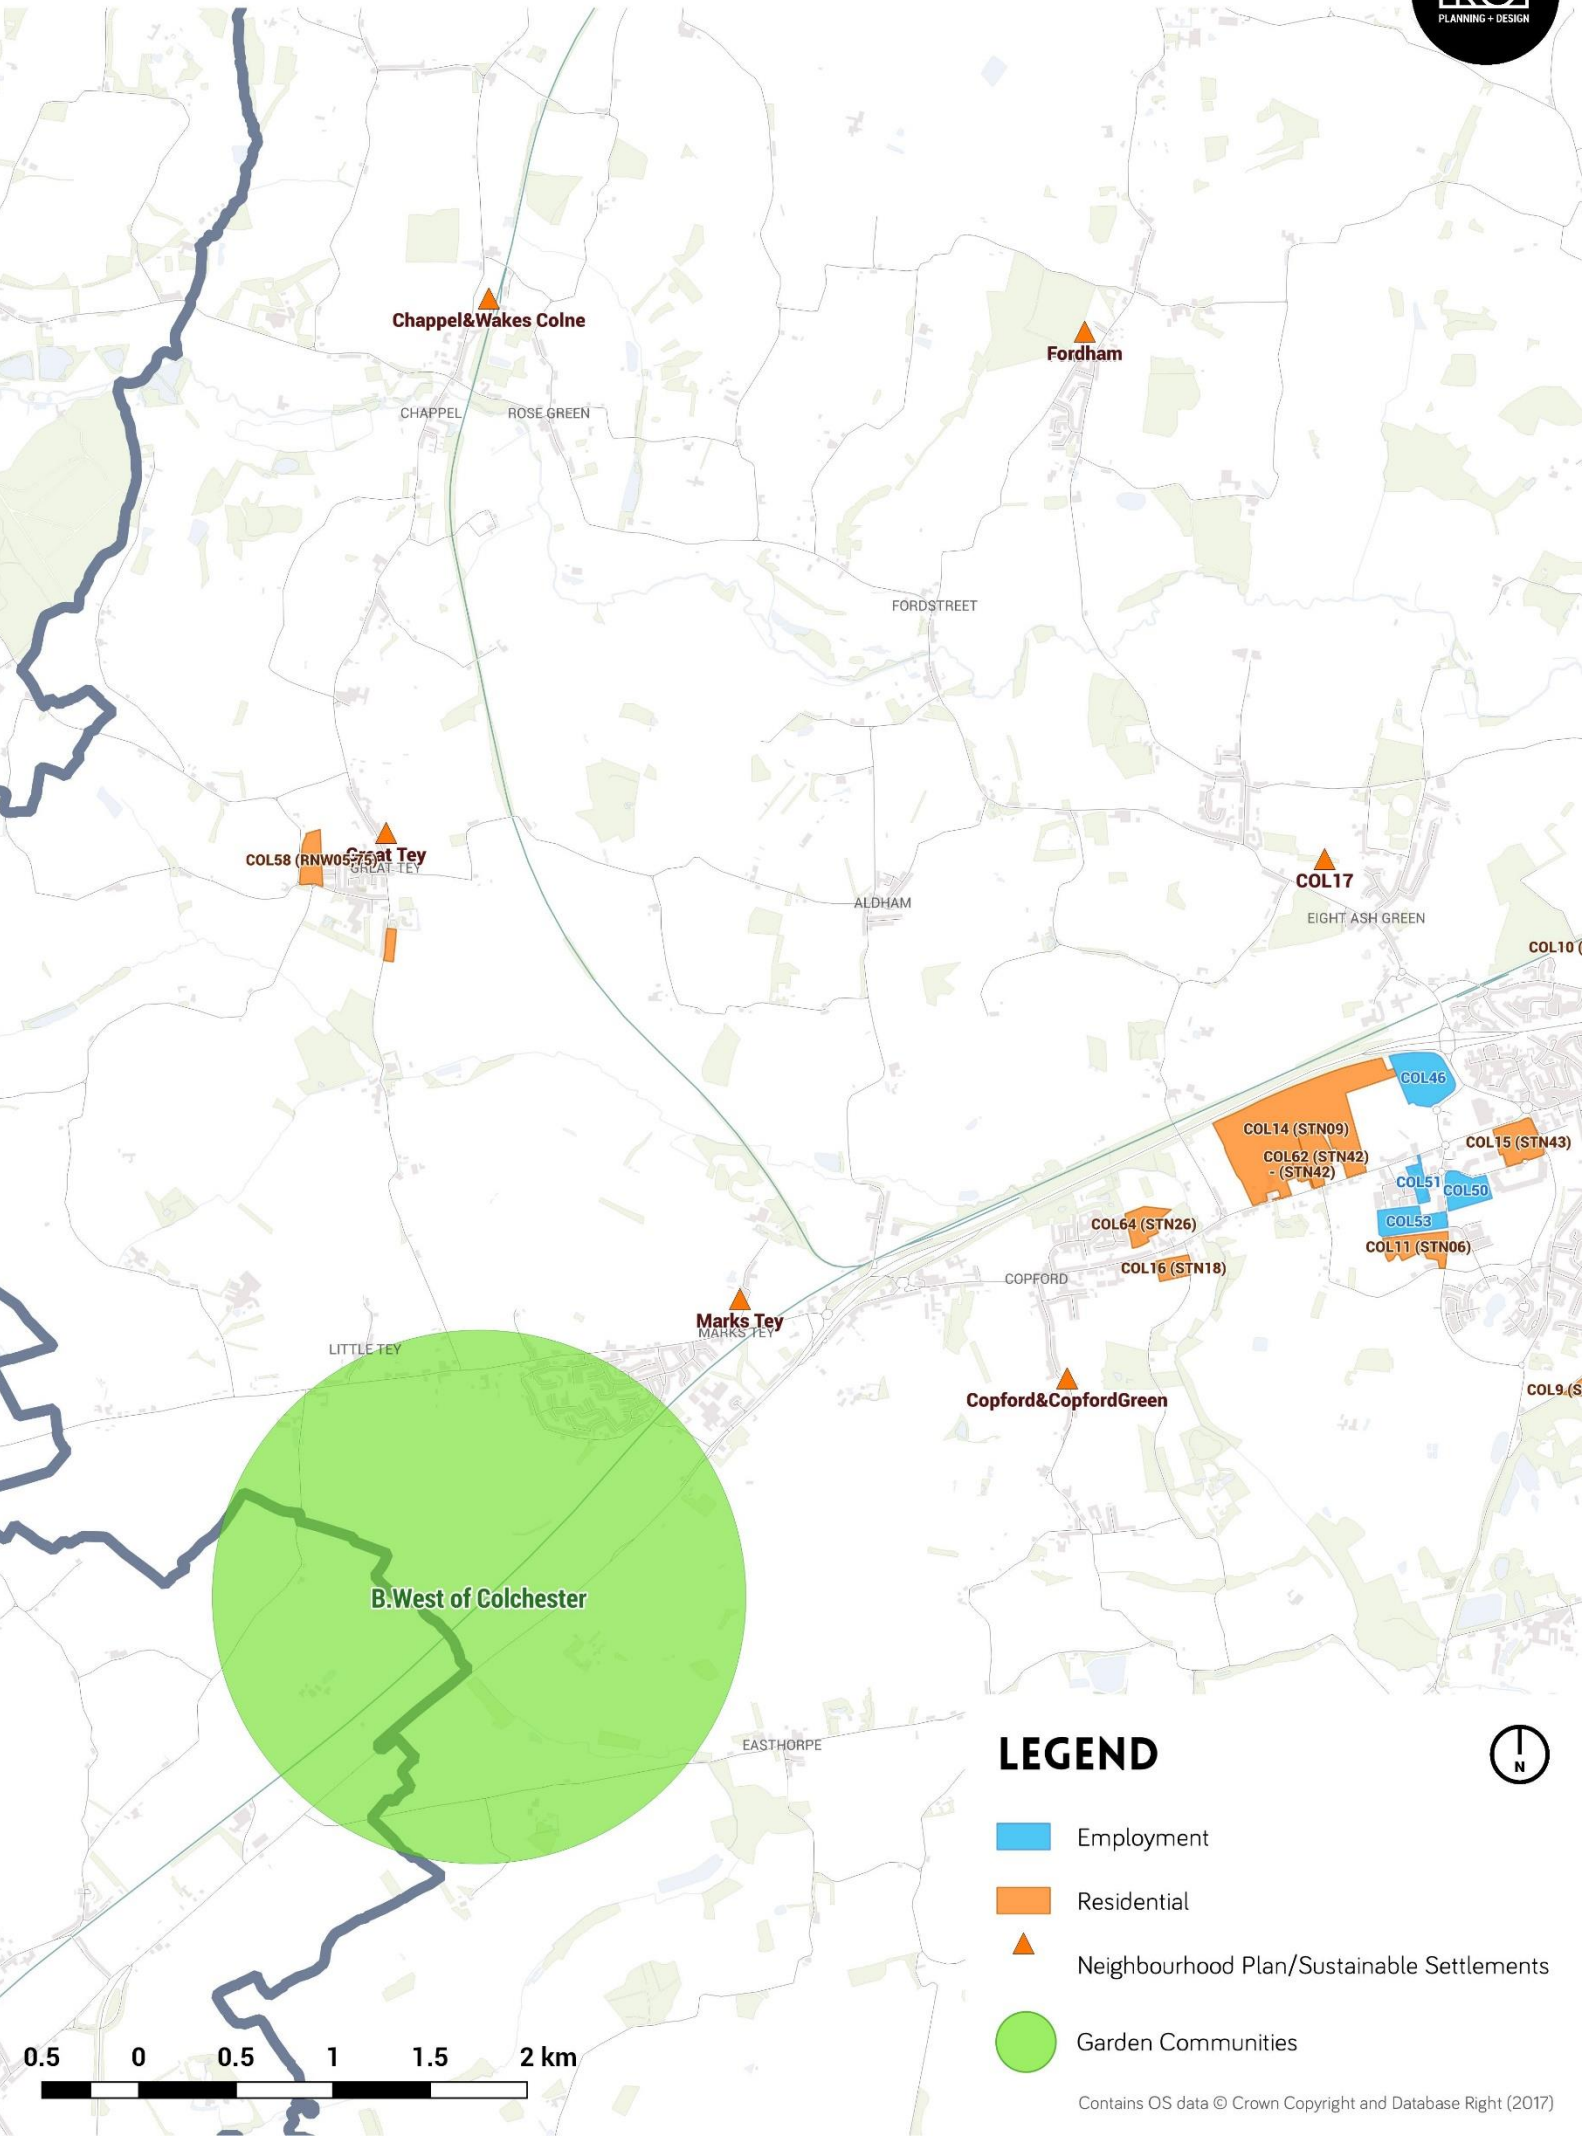 PLANNING + DESIGN
Chappel&Wakes Colne
Fordham
CHAPPEL
ROSE GREEN
FORDSTREET
COL58 (RNW05,75)
Great Tey
GREAT TEY
COL17
ALDHAM
EIGHT ASH GREEN
COL10 (
COL46
COL14 (STN09)
COL15 (STN43)
COL62 (STN42)
- (STN42)
COL51
COL50
COL64 (STN26)
COL53
COL11 (STN06)
COL16 (STN18)
COPFORD
Marks Tey
MARKS TEY
LITTLE TEY
COL9 (S
Copford&CopfordGreen
B.West of Colchester
EASTHORPE
LEGEND
N
Employment
Residential
Neighbourhood Plan/Sustainable Settlements
Garden Communities
0.5 0 0.5 1 1.5 2 km
Contains OS data © Crown Copyright and Database Right (2017)